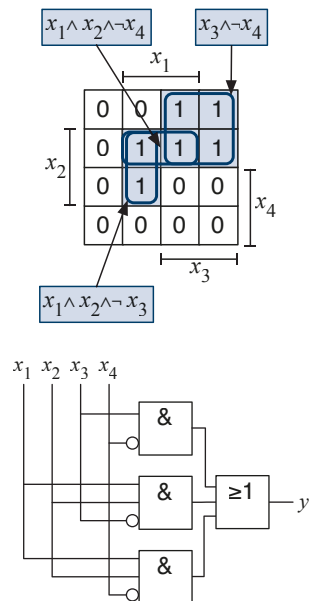 x₁∧ x₂∧¬x₄
x₃∧¬x₄
x₁
0 0 1 1
0 1 1 1
x₂
0 1 0 0
x₄
0 0 0 0
x₃
x₁∧ x₂∧¬ x₃
x₁ x₂ x₃ x₄
&
&
≥1
y
&